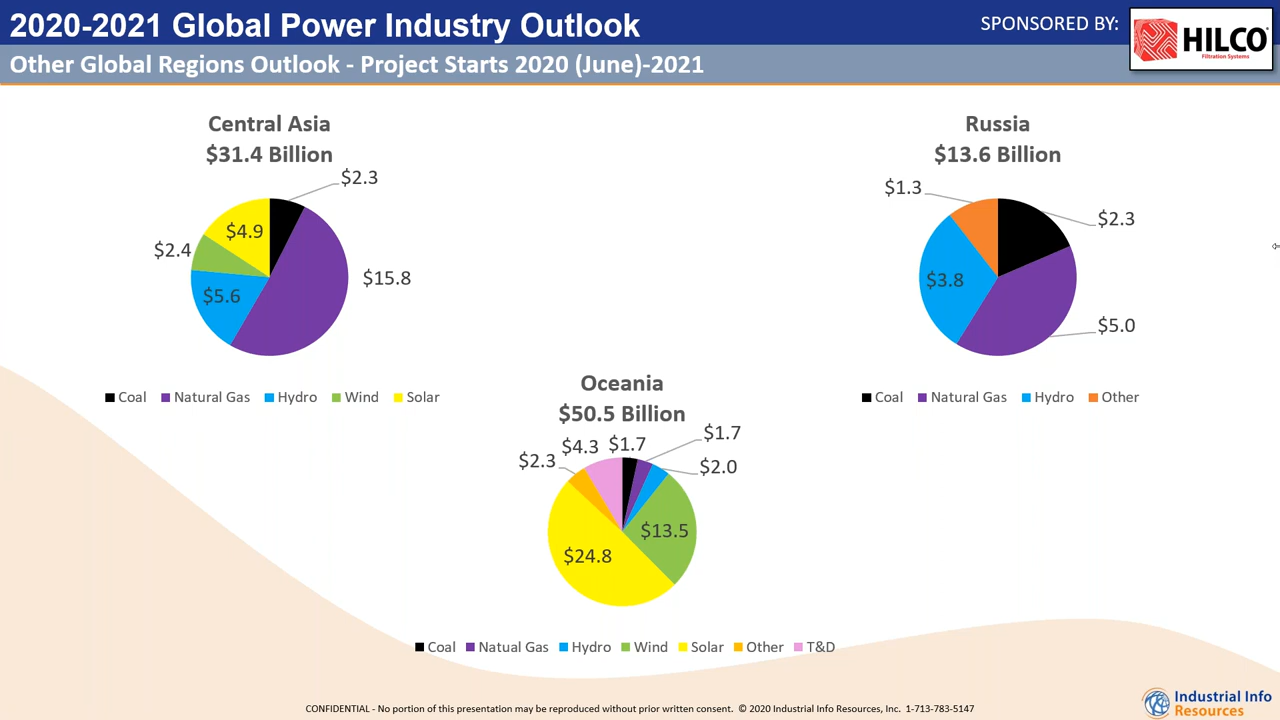 2020-2021 Global Power Industry Outlook
SPONSORED BY:
HILCO
Filtration Systems
Other Global Regions Outlook - Project Starts 2020 (June)-2021
Central Asia
$31.4 Billion
$2.3
$4.9
$2.4
$15.8
$5.6
Coal Natural Gas Hydro Wind Solar
Russia
$13.6 Billion
$1.3
$2.3
$3.8
$5.0
Coal Natural Gas Hydro Other
Oceania
$50.5 Billion
$2.3 $4.3 $1.7 $1.7
$2.0
$13.5
$24.8
Coal Natual Gas Hydro Wind Solar Other T&D
CONFIDENTIAL - No portion of this presentation may be reproduced without prior written consent. © 2020 Industrial Info Resources, Inc. 1-713-783-5147
Industrial Info
Resources